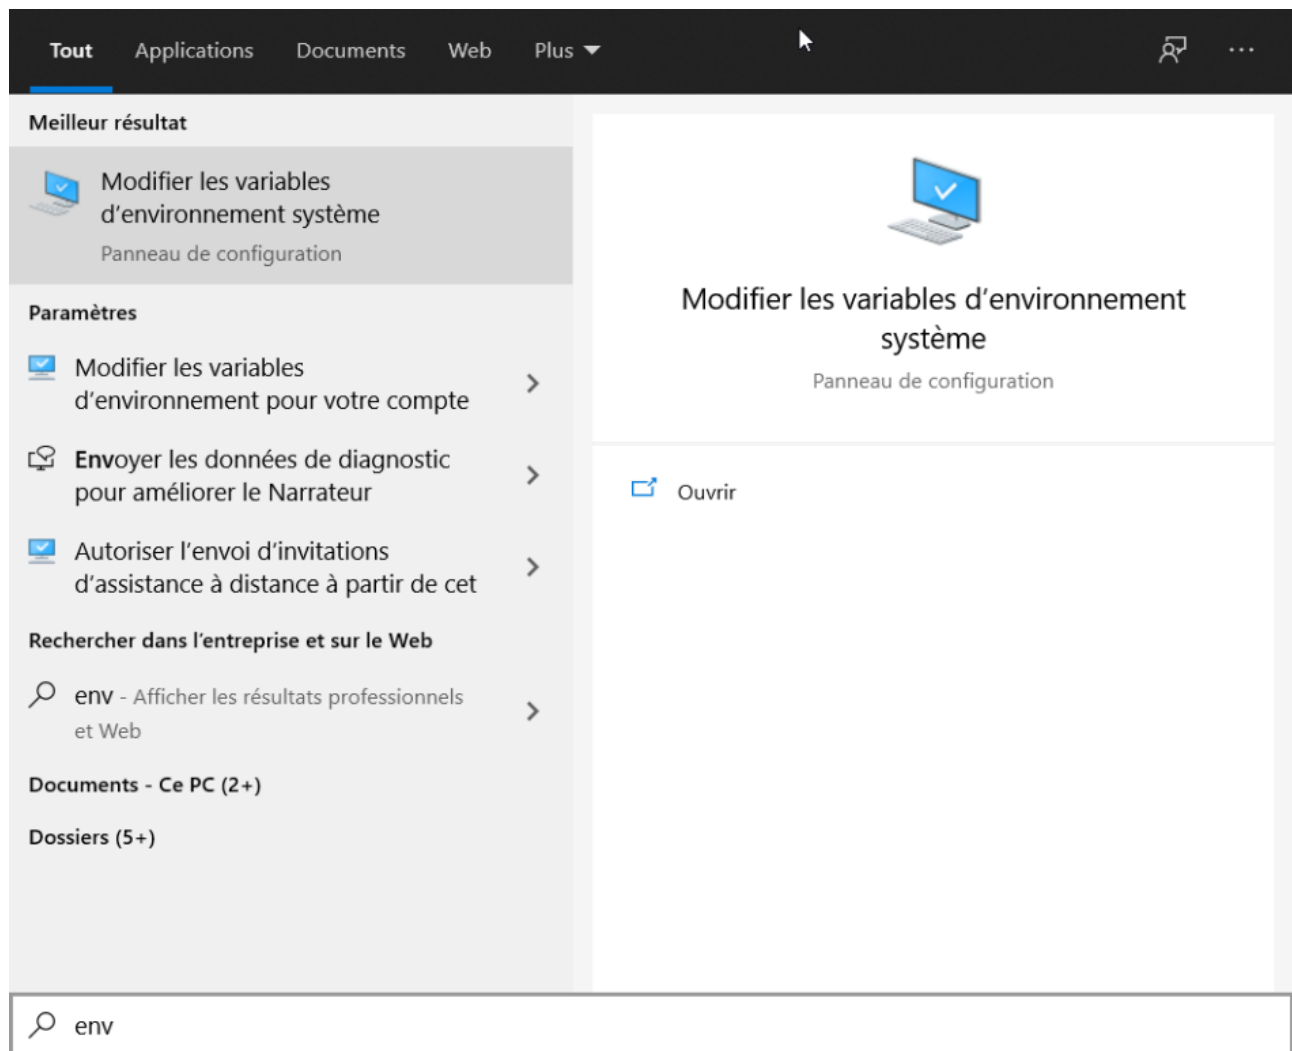 Tout Applications Documents Web Plus
Meilleur résultat
Modifier les variables
d'environnement système
Panneau de configuration
Paramètres
Modifier les variables
d'environnement pour votre compte
Envoyer les données de diagnostic
pour améliorer le Narrateur
Autoriser l'envoi d'invitations
d'assistance à distance à partir de cet
Rechercher dans l'entreprise et sur le Web
env - Afficher les résultats professionnels
et Web
Documents - Ce PC (2+)
Dossiers (5+)
Modifier les variables d'environnement
système
Panneau de configuration
Ouvrir
env